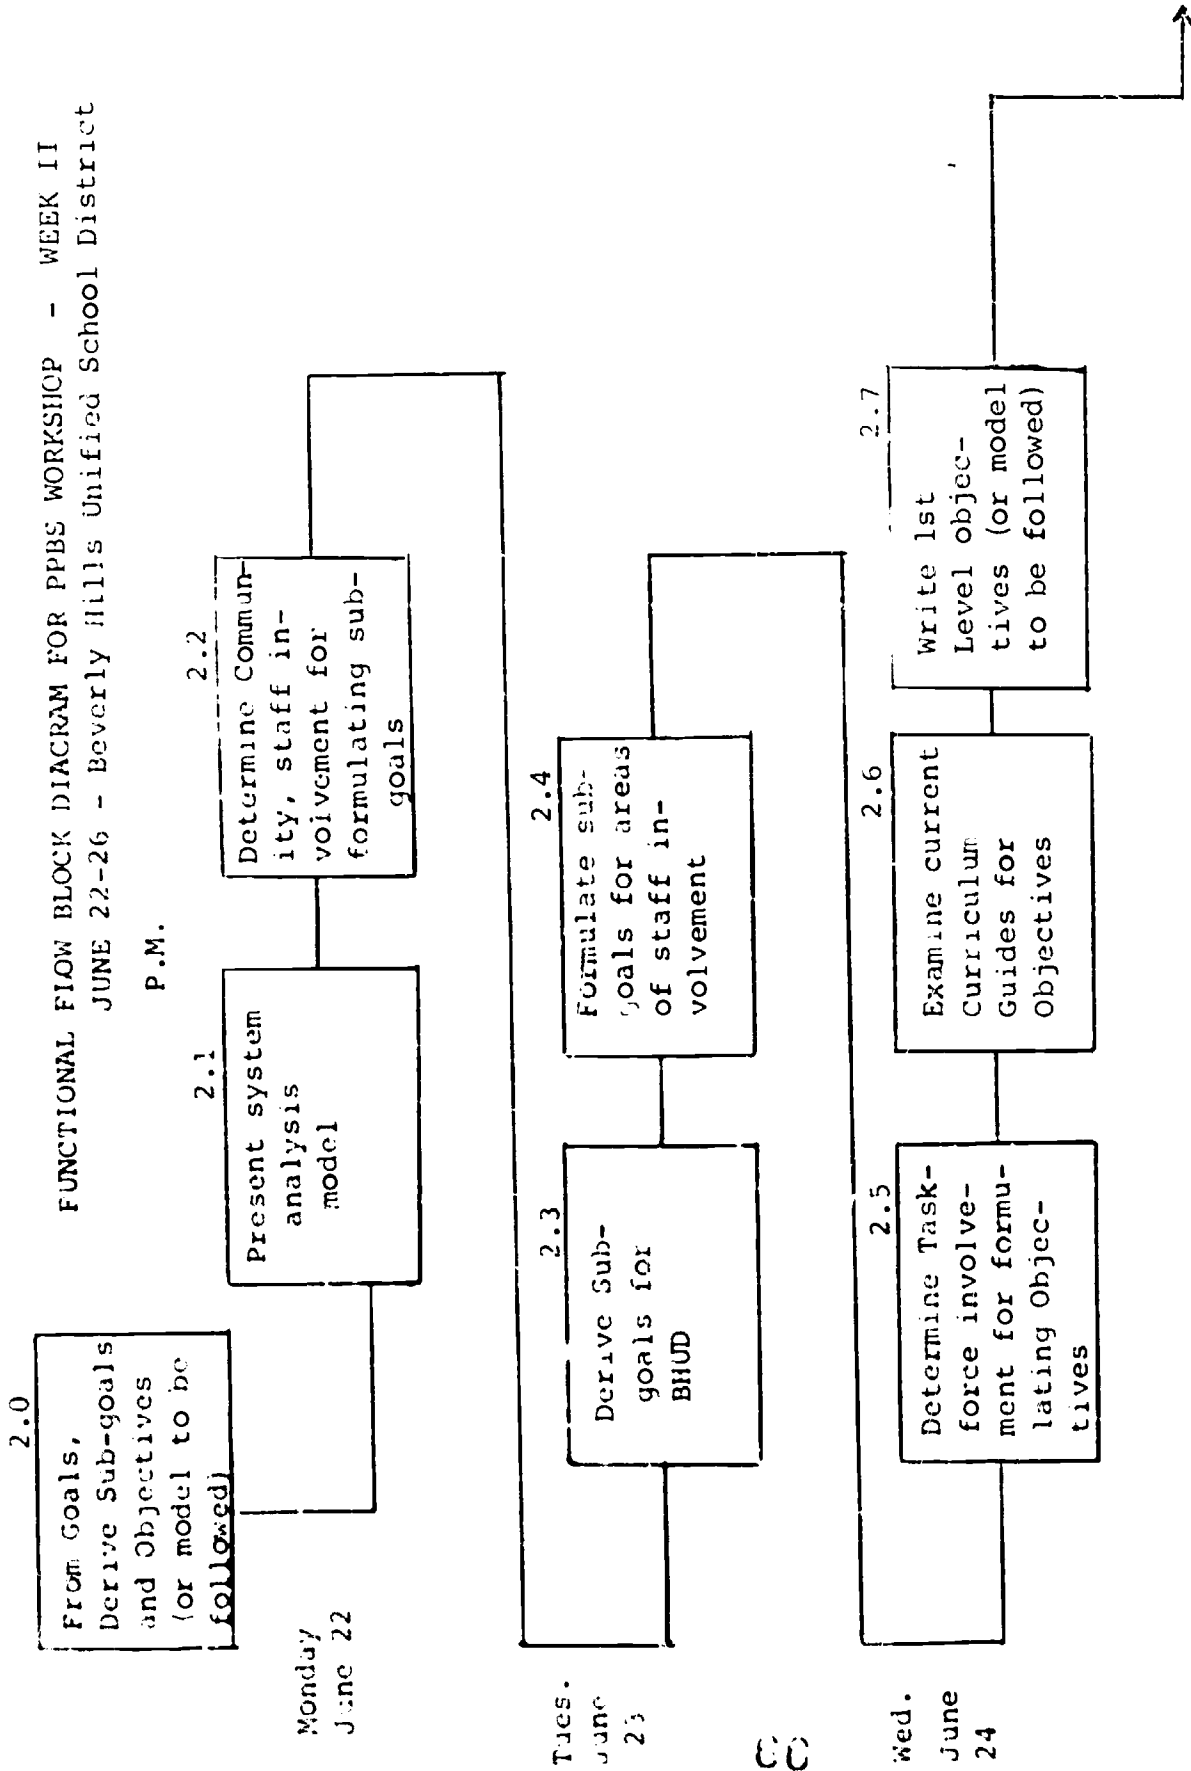 FUNCTIONAL FLOW BLOCK DIAGRAM FOR PPBS WORKSHOP - WEEK II
JUNE 22-26 - Beverly Hills Unified School District
P.M.
2.0
From Goals,
Derive Sub-goals
and Objectives
(or model to be
followed)
Monday
June 22
2.1
Present system
analysis
model
2.2
Determine Commun-
ity, staff in-
volvement for
formulating sub-
goals
Tues.
June
23
2.3
Derive Sub-
goals for
BHUD
2.4
Formulate sub-
goals for areas
of staff in-
volvement
Wed.
June
24
2.5
Determine Task-
force involve-
ment for formu-
lating Objec-
tives
2.6
Examine current
Curriculum
Guides for
Objectives
2.7
Write 1st
Level objec-
tives (or model
to be followed)